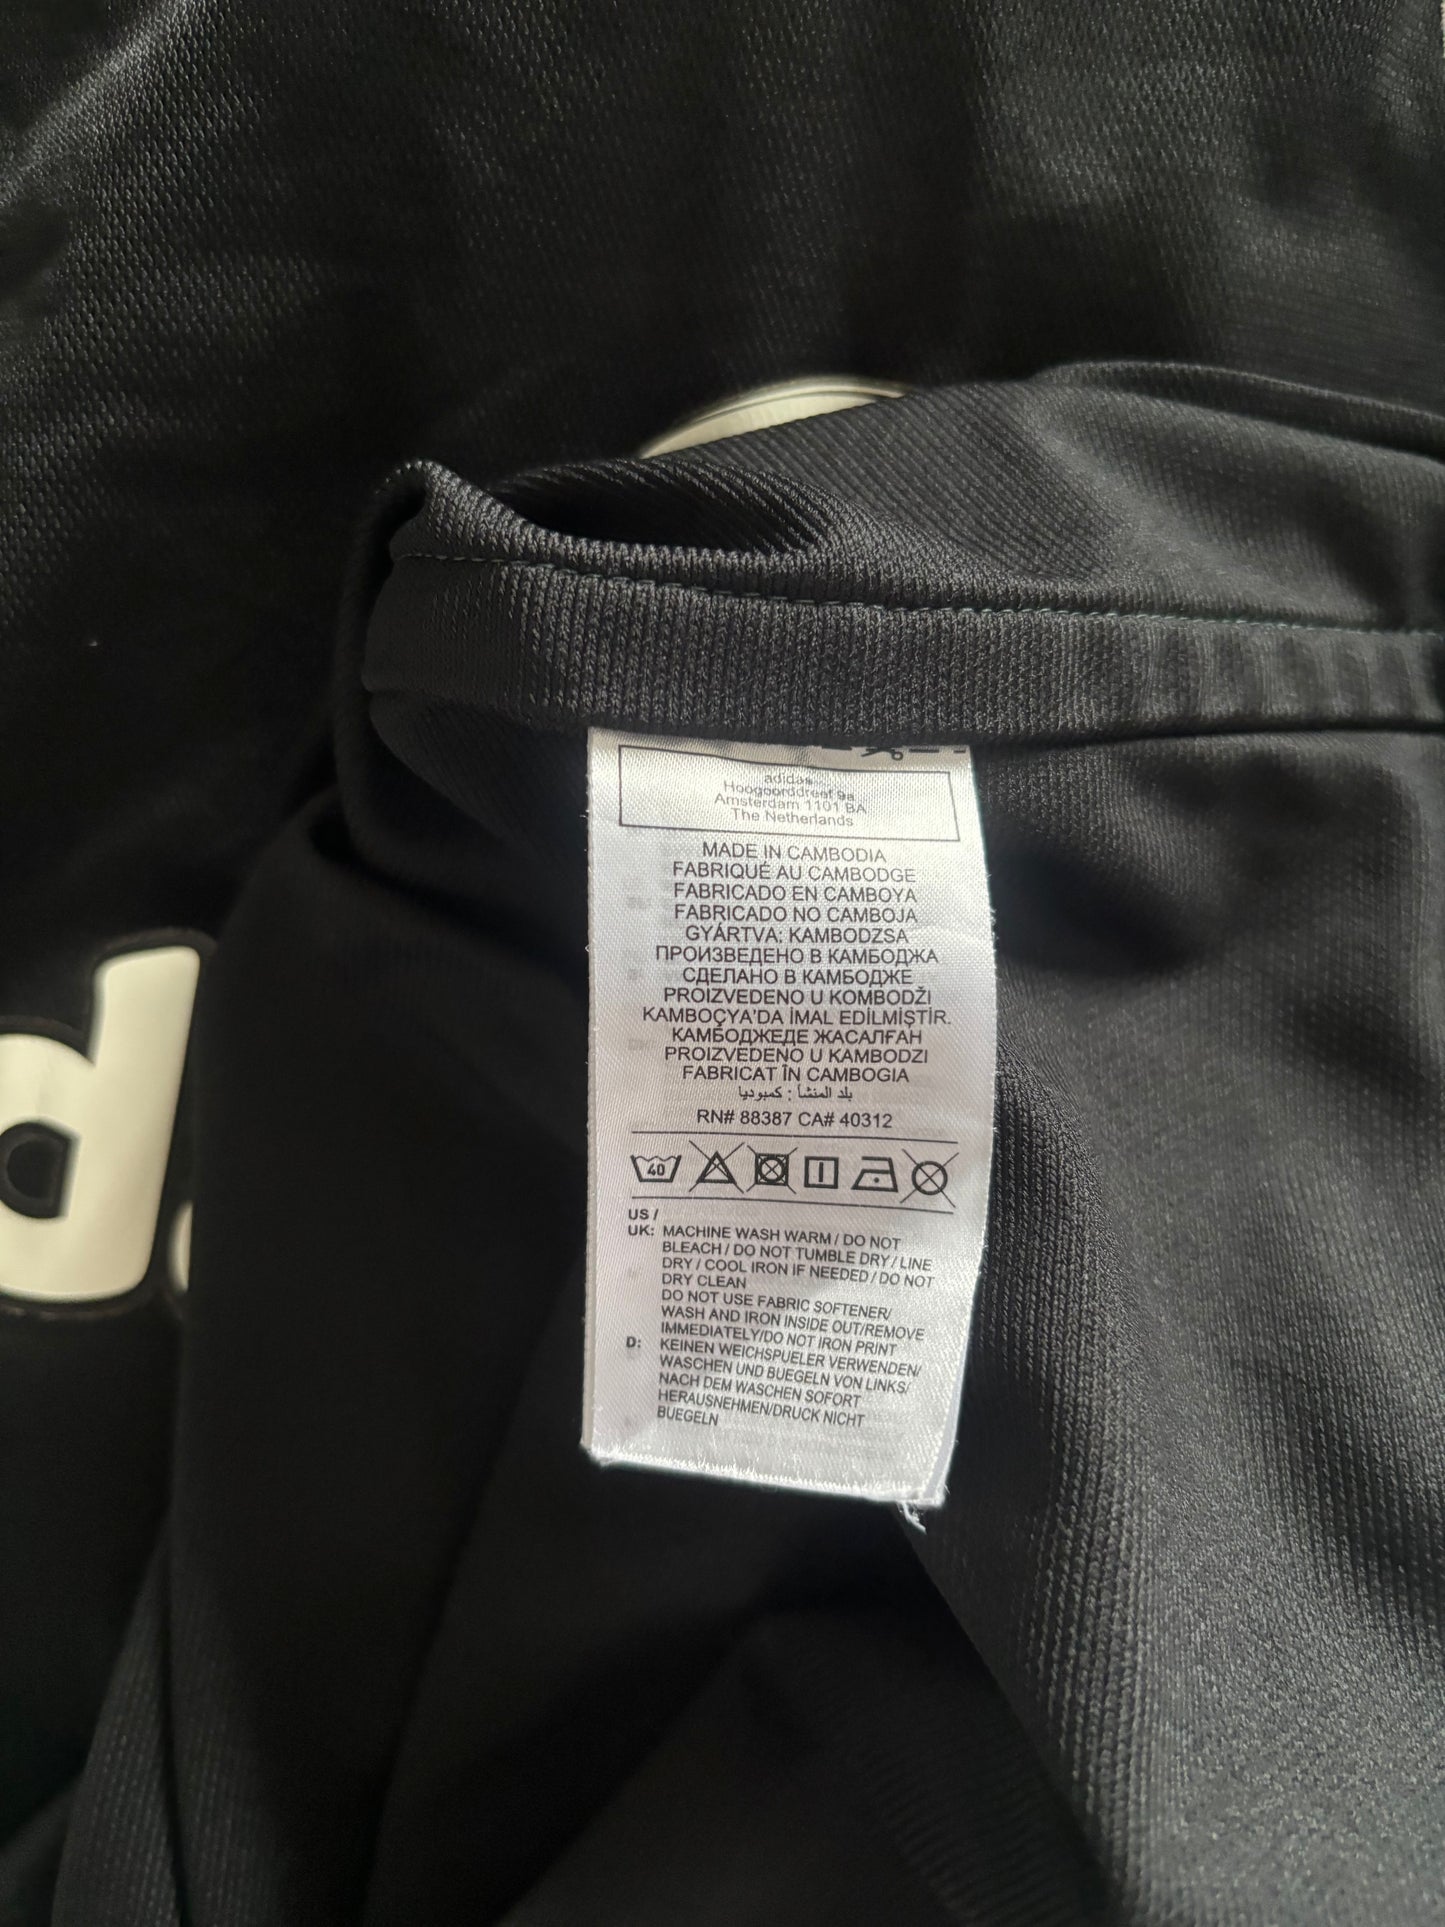 adidas
Hoogoorddreef 9a
Amsterdam 1101 BA
The Netherlands
MADE IN CAMBODIA
FABRIQUÉ AU CAMBODGE
FABRICADO EN CAMBOYA
FABRICADO NO CAMBOJA
GYÁRTVA: KAMBODZSA
ПРОИЗВЕДЕНО В КАМБОДЖА
СДЕЛАНО В КАМБОДЖЕ
PROIZVEDENO U KOMBODŽI
KAMBOÇYA'DA İMAL EDİLMİŞTİR.
КАМБОДЖЕДЕ ЖАСАЛҒАН
PROIZVEDENO U KAMBODZI
FABRICAT ÎN CAMBOGIA
بلد المنشأ : كمبوديا
RN# 88387 CA# 40312
40
US /
UK: MACHINE WASH WARM / DO NOT
BLEACH / DO NOT TUMBLE DRY / LINE
DRY / COOL IRON IF NEEDED / DO NOT
DRY CLEAN
DO NOT USE FABRIC SOFTENER/
WASH AND IRON INSIDE OUT/REMOVE
IMMEDIATELY/DO NOT IRON PRINT
D: KEINEN WEICHSPUELER VERWENDEN/
WASCHEN UND BUEGELN VON LINKS/
NACH DEM WASCHEN SOFORT
HERAUSNEHMEN/DRUCK NICHT
BUEGELN
d